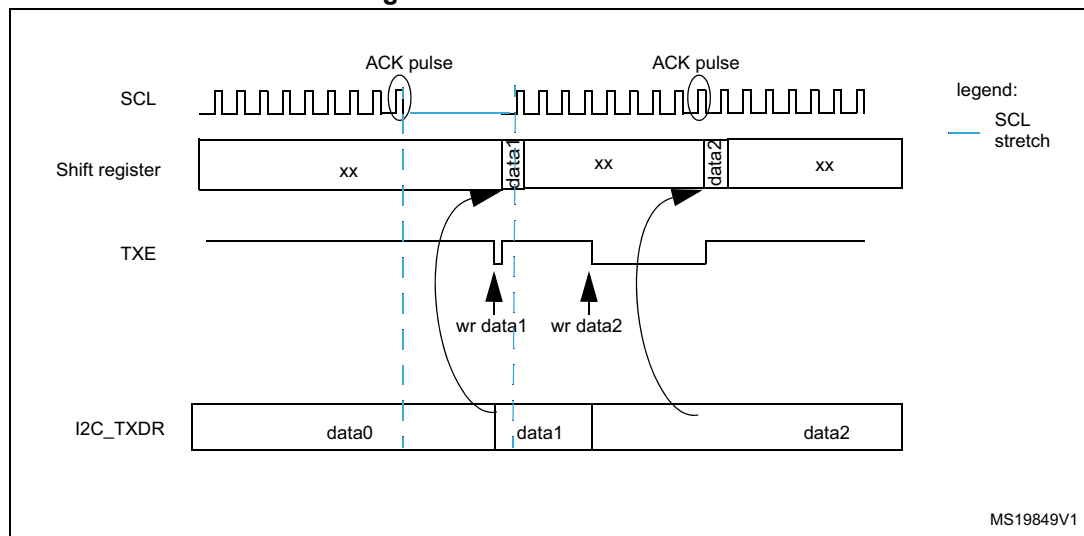 ACK pulse
ACK pulse
legend:
SCL
SCL
stretch
Shift register
xx
data1
xx
data2
xx
TXE
wr data1
wr data2
I2C_TXDR
data0
data1
data2
MS19849V1